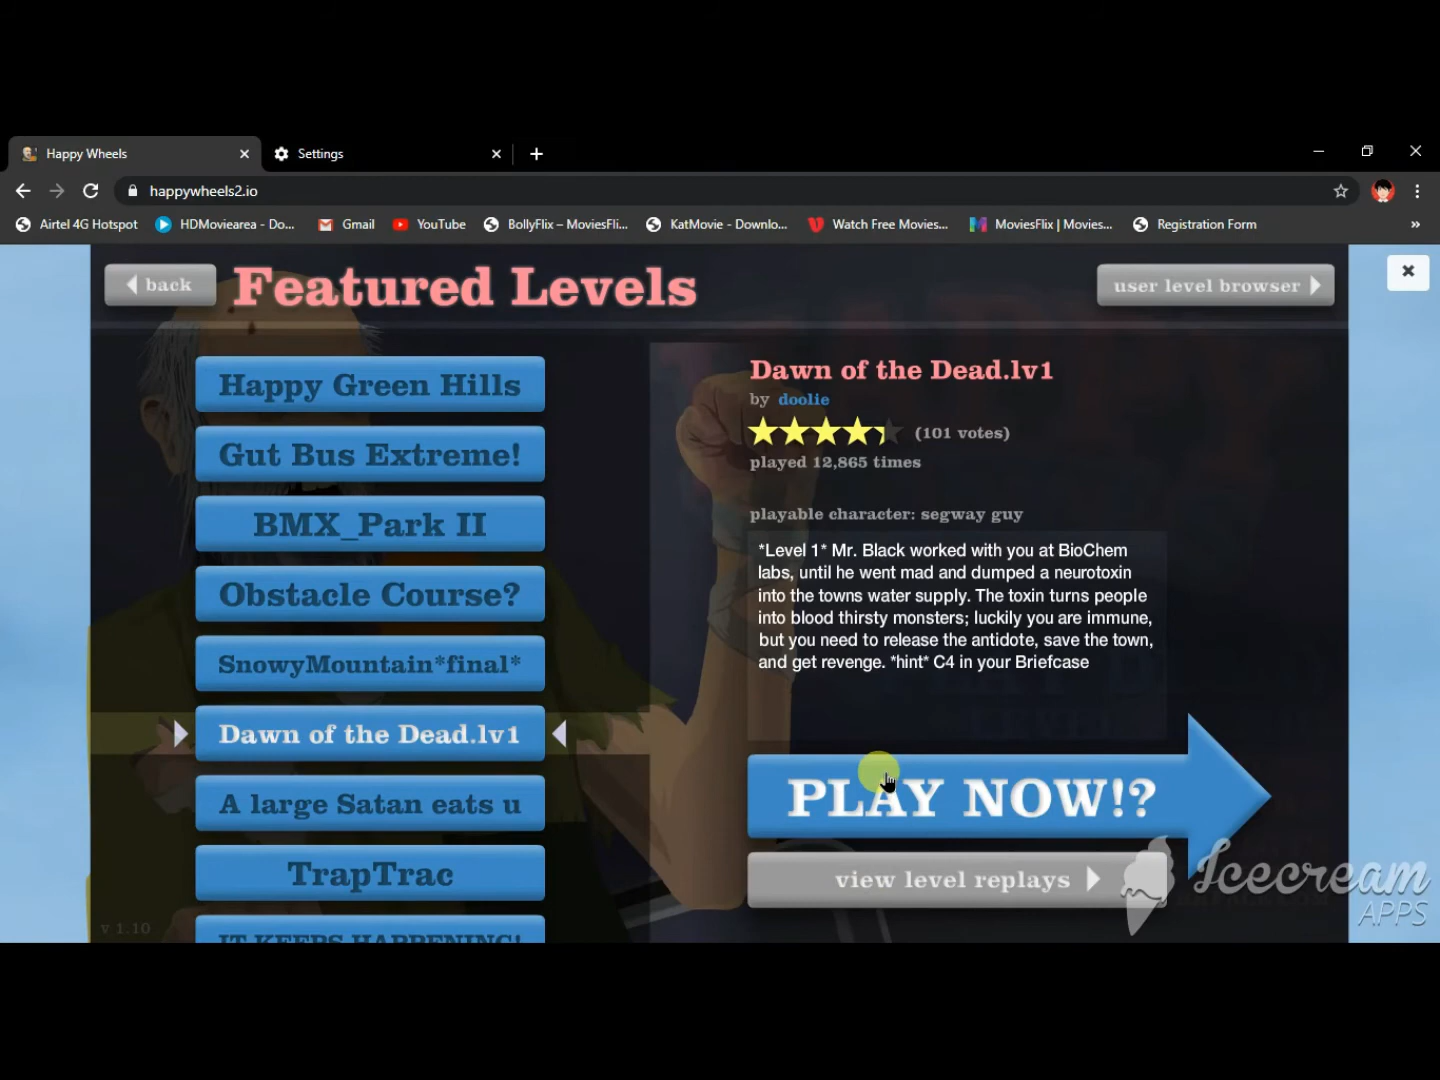 Happy Wheels
Settings
happywheels2.io
Airtel 4G Hotspot
HDMoviearea - Do...
Gmail
YouTube
BollyFlix – MoviesFli...
KatMovie - Downlo...
Watch Free Movies...
MoviesFlix | Movies...
Registration Form
»
back
Featured Levels
user level browser
Happy Green Hills
Gut Bus Extreme!
BMX_Park II
Obstacle Course?
SnowyMountain*final*
Dawn of the Dead.lv1
A large Satan eats u
TrapTrac
IT KEEPS HAPPENING!
v 1.10
Dawn of the Dead.lv1
by doolie
(101 votes)
played 12,865 times
playable character: segway guy
*Level 1* Mr. Black worked with you at BioChem
labs, until he went mad and dumped a neurotoxin
into the towns water supply. The toxin turns people
into blood thirsty monsters; luckily you are immune,
but you need to release the antidote, save the town,
and get revenge. *hint* C4 in your Briefcase
PLAY NOW!?
view level replays
Icecream
APPS